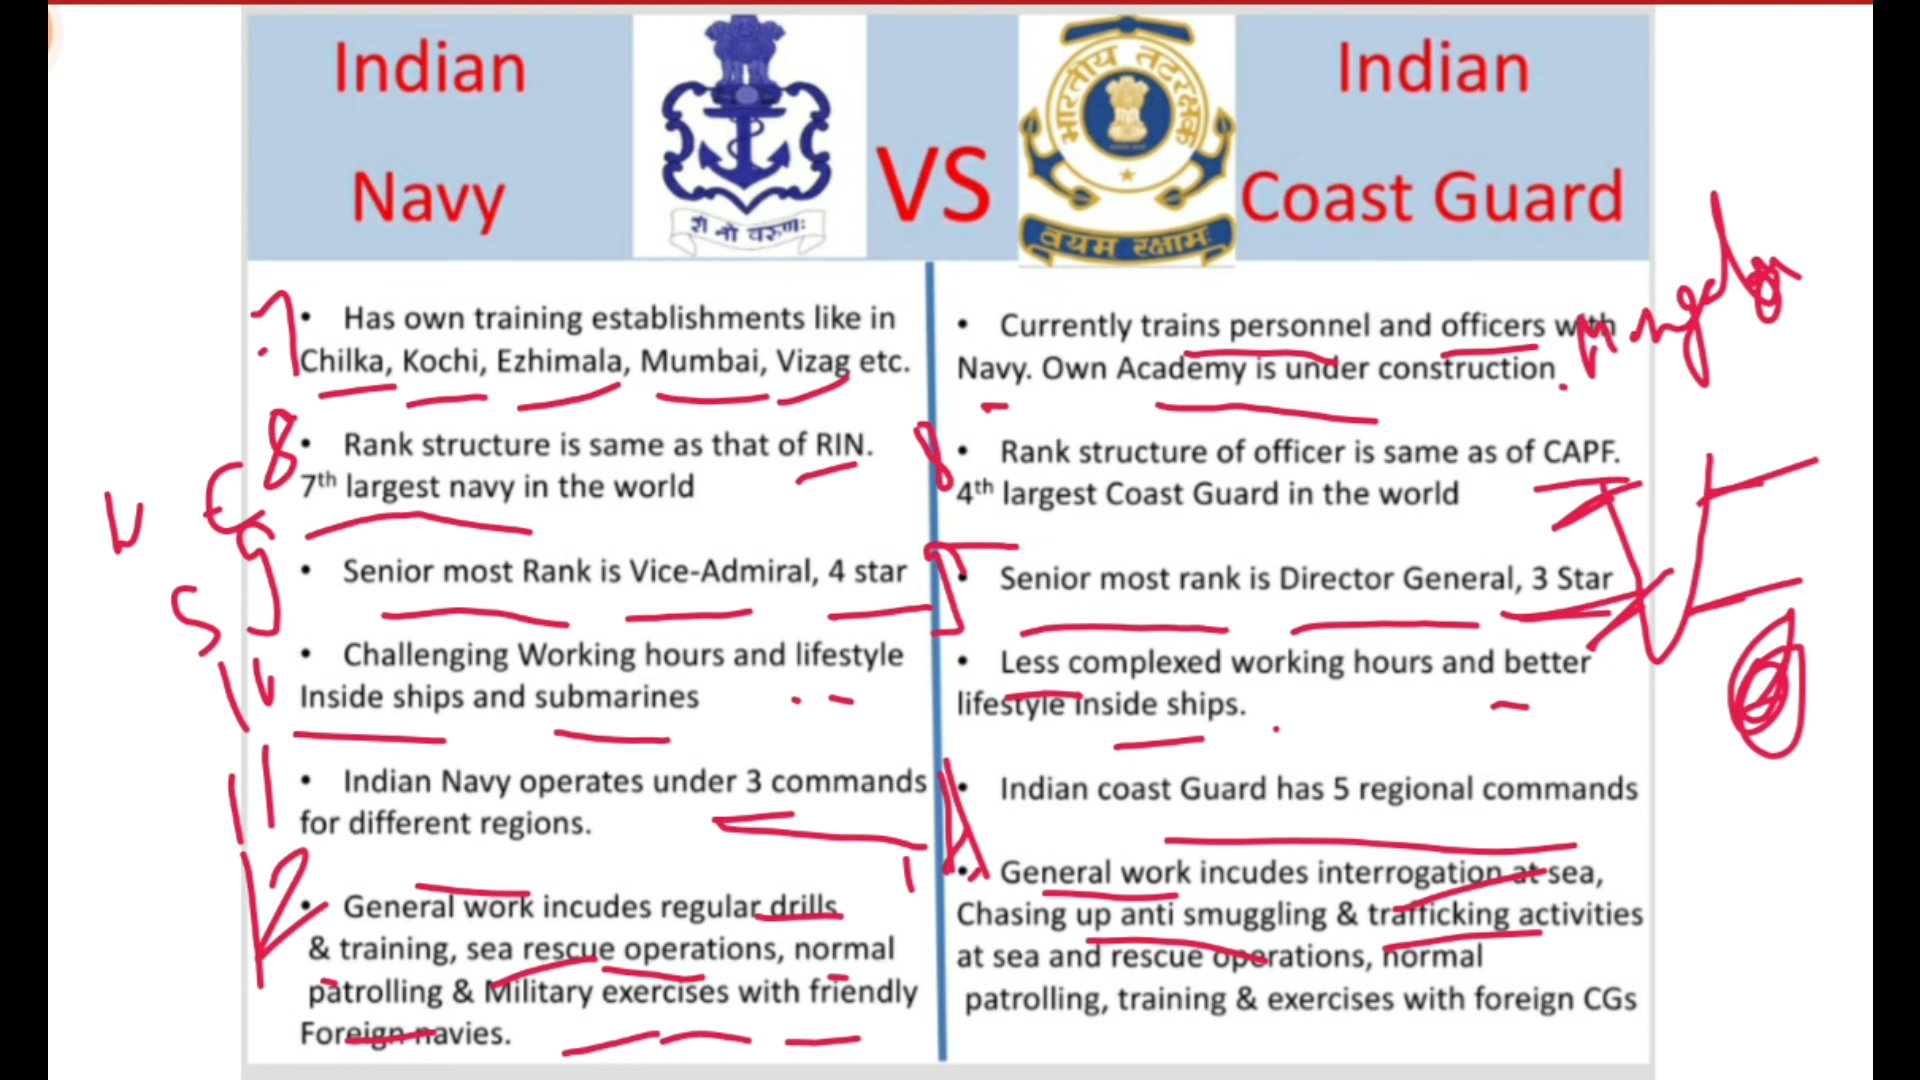 Indian
Navy
शं नो वरुणः
VS
भारतीय तटरक्षक
वयम रक्षामः
Indian
Coast Guard
7
• Has own training establishments like in
Chilka, Kochi, Ezhimala, Mumbai, Vizag etc.
8
• Rank structure is same as that of RIN.
7th largest navy in the world
• Senior most Rank is Vice-Admiral, 4 star
• Challenging Working hours and lifestyle
Inside ships and submarines
• Indian Navy operates under 3 commands
for different regions.
• General work incudes regular drills
& training, sea rescue operations, normal
patrolling & Military exercises with friendly
Foreign navies.
• Currently trains personnel and officers with
Navy. Own Academy is under construction
8
• Rank structure of officer is same as of CAPF.
4th largest Coast Guard in the world
• Senior most rank is Director General, 3 Star
• Less complexed working hours and better
lifestyle inside ships.
• Indian coast Guard has 5 regional commands
• General work incudes interrogation at sea,
Chasing up anti smuggling & trafficking activities
at sea and rescue operations, normal
patrolling, training & exercises with foreign CGs